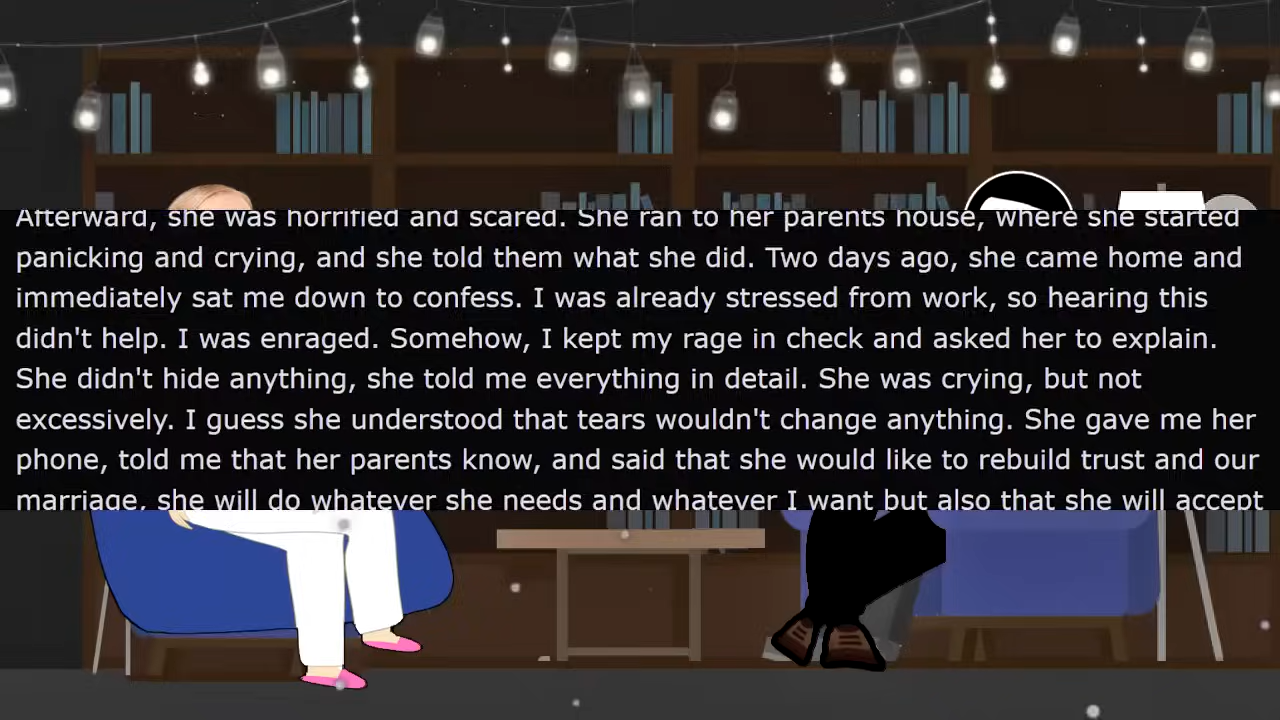 Afterward, she was horrified and scared. She ran to her parents house, where she started
panicking and crying, and she told them what she did. Two days ago, she came home and
immediately sat me down to confess. I was already stressed from work, so hearing this
didn't help. I was enraged. Somehow, I kept my rage in check and asked her to explain.
She didn't hide anything, she told me everything in detail. She was crying, but not
excessively. I guess she understood that tears wouldn't change anything. She gave me her
phone, told me that her parents know, and said that she would like to rebuild trust and our
marriage, she will do whatever she needs and whatever I want but also that she will accept